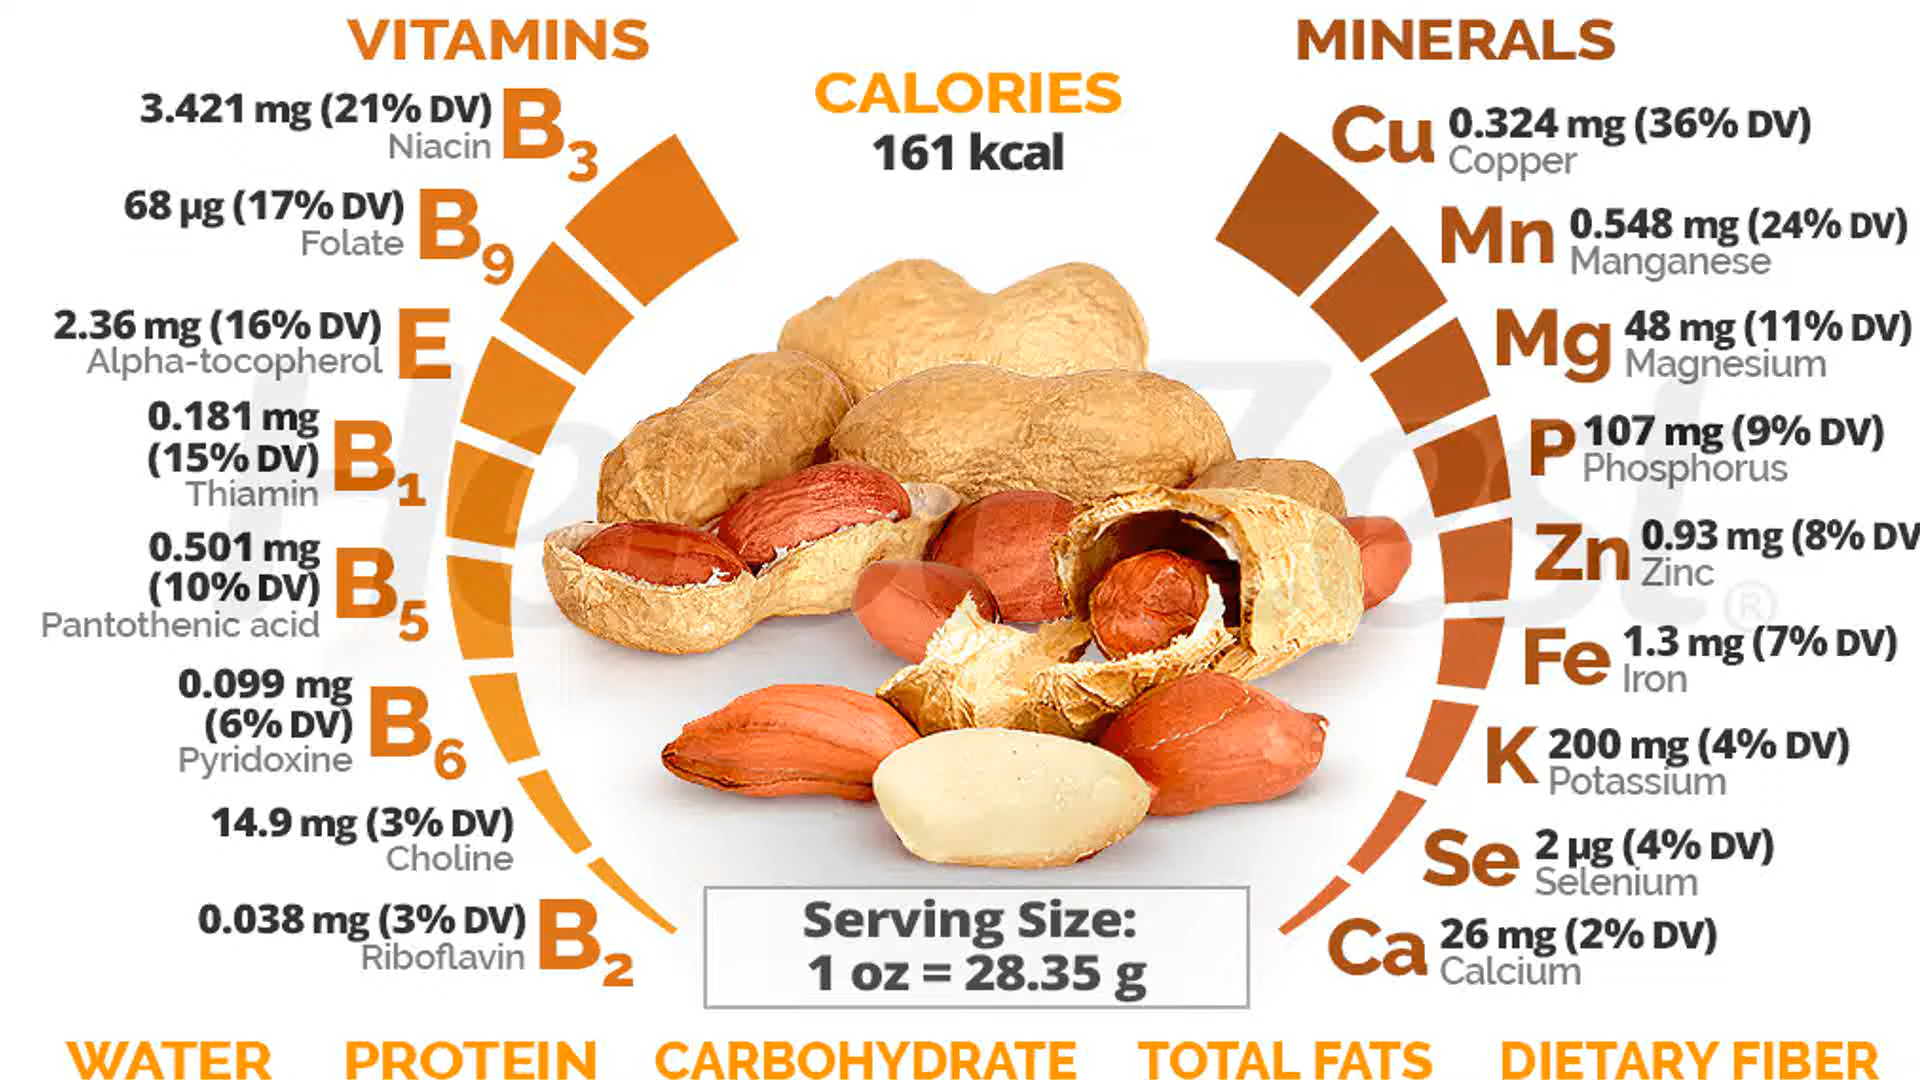 VITAMINS
3.421 mg (21% DV)
Niacin
B3
68 µg (17% DV)
Folate
B9
2.36 mg (16% DV)
Alpha-tocopherol
E
0.181 mg
(15% DV)
Thiamin
B1
0.501 mg
(10% DV)
Pantothenic acid
B5
0.099 mg
(6% DV)
Pyridoxine
B6
14.9 mg (3% DV)
Choline
0.038 mg (3% DV)
Riboflavin
B2
CALORIES
161 kcal
HerbZest®
Serving Size:
1 oz = 28.35 g
MINERALS
Cu
0.324 mg (36% DV)
Copper
Mn
0.548 mg (24% DV)
Manganese
Mg
48 mg (11% DV)
Magnesium
P
107 mg (9% DV)
Phosphorus
Zn
0.93 mg (8% DV
Zinc
Fe
1.3 mg (7% DV)
Iron
K
200 mg (4% DV)
Potassium
Se
2 µg (4% DV)
Selenium
Ca
26 mg (2% DV)
Calcium
WATER PROTEIN CARBOHYDRATE TOTAL FATS DIETARY FIBER